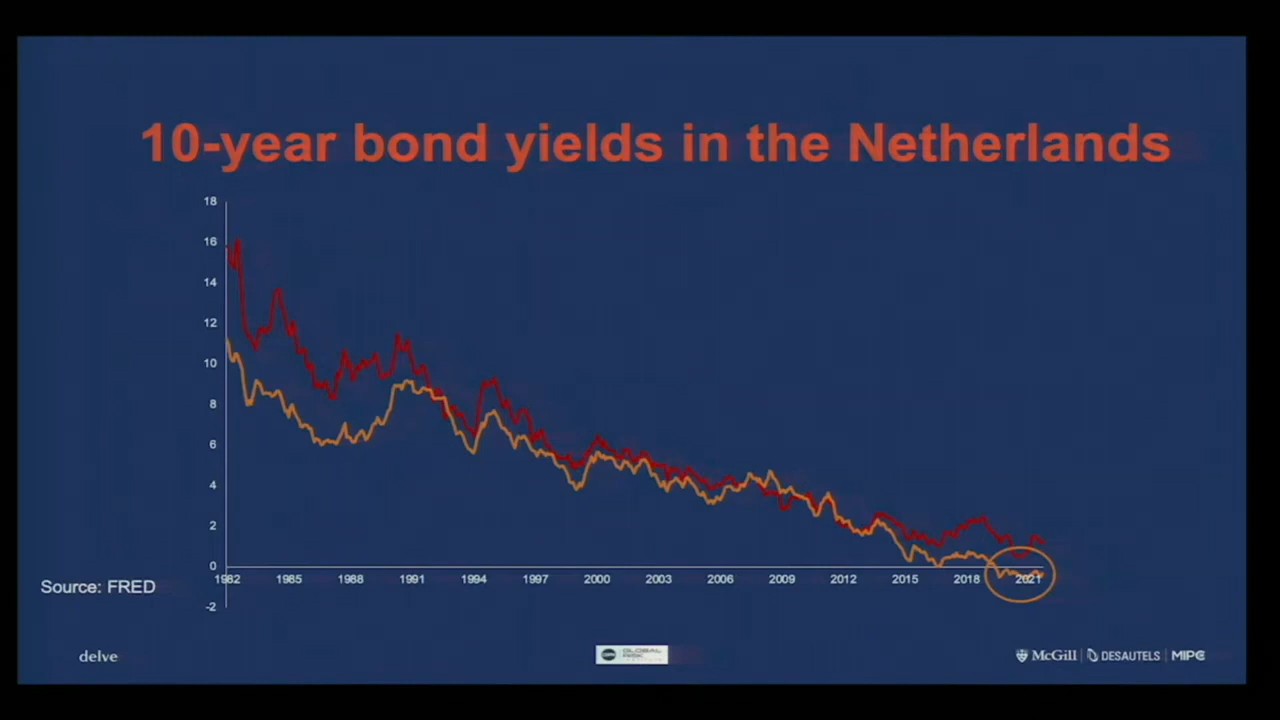 10-year bond yields in the Netherlands
18
16
14
12
10
8
6
4
2
0
-2
1982 1985 1988 1991 1994 1997 2000 2003 2006 2009 2012 2015 2018 2021
Source: FRED
delve
GLOBAL
RISK
McGill DESAUTELS MIPC